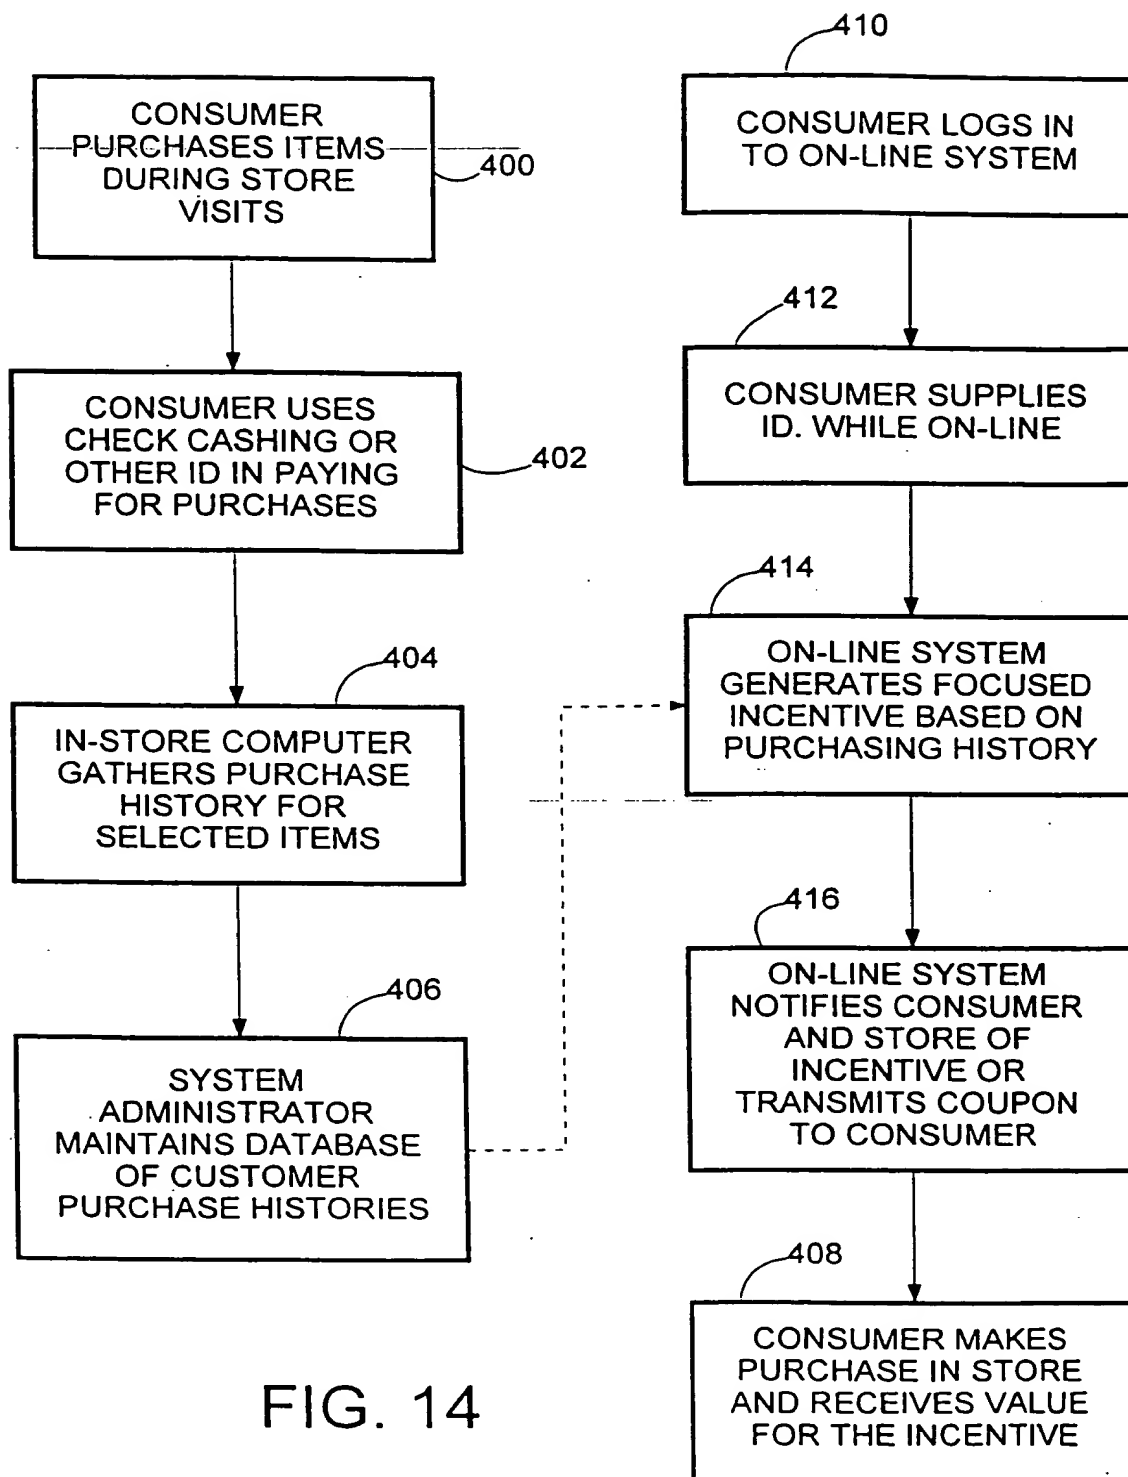 CONSUMER
PURCHASES ITEMS
DURING STORE
VISITS
400
CONSUMER USES
CHECK CASHING OR
OTHER ID IN PAYING
FOR PURCHASES
402
404
IN-STORE COMPUTER
GATHERS PURCHASE
HISTORY FOR
SELECTED ITEMS
406
SYSTEM
ADMINISTRATOR
MAINTAINS DATABASE
OF CUSTOMER
PURCHASE HISTORIES
410
CONSUMER LOGS IN
TO ON-LINE SYSTEM
412
CONSUMER SUPPLIES
ID. WHILE ON-LINE
414
ON-LINE SYSTEM
GENERATES FOCUSED
INCENTIVE BASED ON
PURCHASING HISTORY
416
ON-LINE SYSTEM
NOTIFIES CONSUMER
AND STORE OF
INCENTIVE OR
TRANSMITS COUPON
TO CONSUMER
408
CONSUMER MAKES
PURCHASE IN STORE
AND RECEIVES VALUE
FOR THE INCENTIVE
FIG. 14